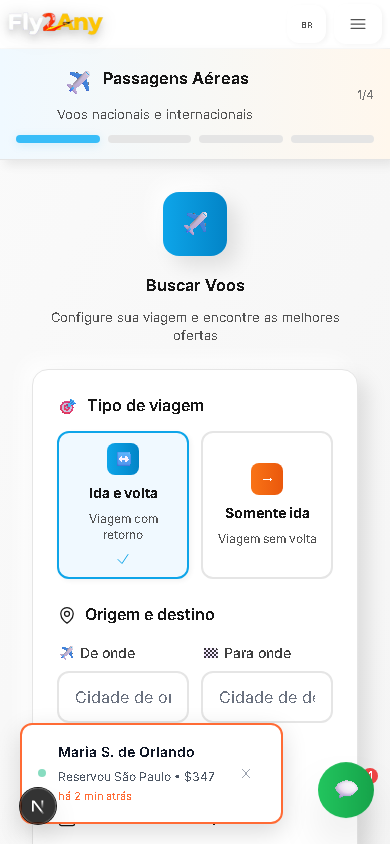 Fly2Any
BR
Passagens Aéreas
Voos nacionais e internacionais
1/4
Buscar Voos
Configure sua viagem e encontre as melhores
ofertas
Tipo de viagem
Ida e volta
Viagem com
retorno
Somente ida
Viagem sem volta
Origem e destino
De onde
Para onde
Cidade de or
Cidade de de
Maria S. de Orlando
Reservou São Paulo • $347
há 2 min atrás
N